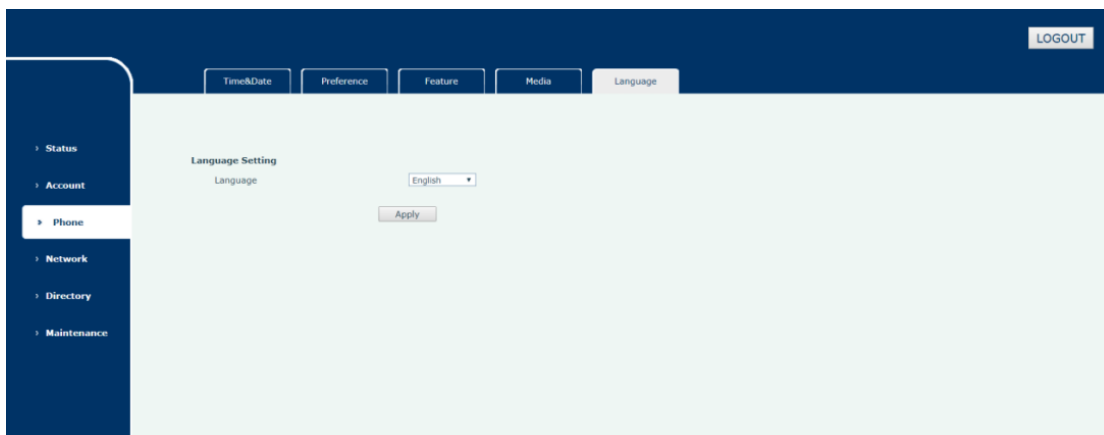 LOGOUT
Time&Date Preference Feature Media Language
Status
Account
Phone
Network
Directory
Maintenance
Language Setting
Language English
Apply